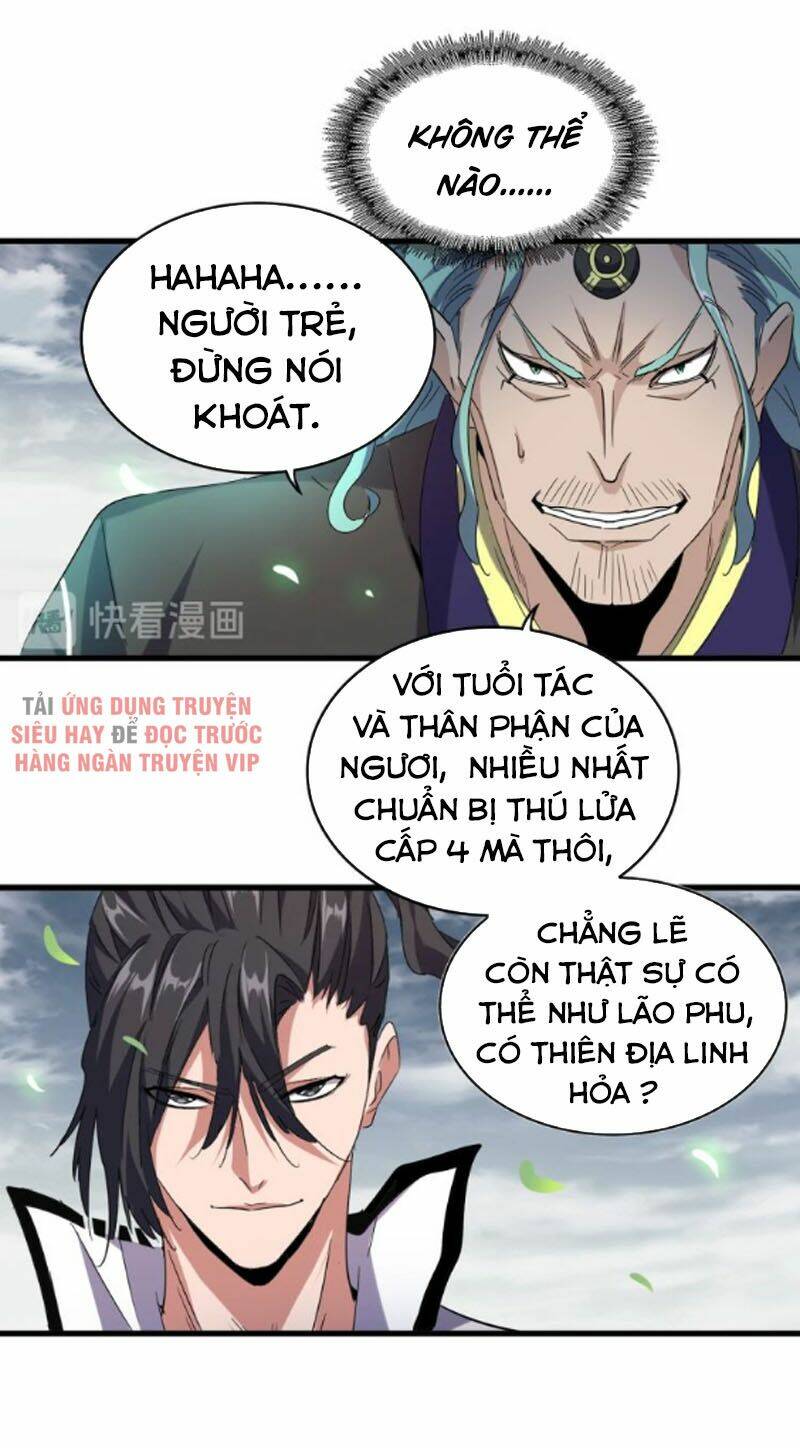 KHÔNG THỂ
NÀO......
HAHAHA......
NGƯỜI TRẺ,
ĐỪNG NÓI
KHOÁT.
快看漫画
TẢI ỨNG DỤNG TRUYỆN
SIÊU HAY ĐỂ ĐỌC TRƯỚC
HÀNG NGÀN TRUYỆN VIP
VỚI TUỔI TÁC
VÀ THÂN PHẬN CỦA
NGƯƠI, NHIỀU NHẤT
CHUẨN BỊ THÚ LỬA
CẤP 4 MÀ THÔI,
CHẲNG LẼ
CÒN THẬT SỰ CÓ
THỂ NHƯ LÃO PHU,
CÓ THIÊN ĐỊA LINH
HỎA ?